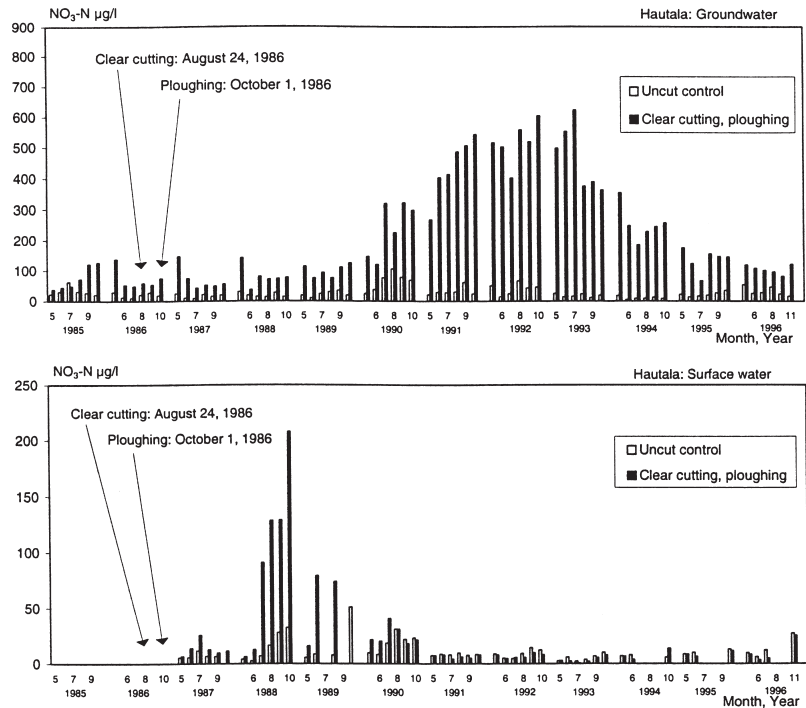 NO₃-N µg/l
Hautala: Groundwater
900
800
700
600
500
400
300
200
100
0
Clear cutting: August 24, 1986
Ploughing: October 1, 1986
Uncut control
Clear cutting, ploughing
5 7 9 6 8 10 5 7 9 6 8 10 5 7 9 6 8 10 5 7 9 6 8 10 5 7 9 6 8 10 5 7 9 6 8 11
1985 1986 1987 1988 1989 1990 1991 1992 1993 1994 1995 1996
Month, Year
NO₃-N µg/l
Hautala: Surface water
250
200
150
100
50
0
Clear cutting: August 24, 1986
Ploughing: October 1, 1986
Uncut control
Clear cutting, ploughing
5 7 9 6 8 10 5 7 9 6 8 10 5 7 9 6 8 10 5 7 9 6 8 10 5 7 9 6 8 10 5 7 9 6 8 11
1985 1986 1987 1988 1989 1990 1991 1992 1993 1994 1995 1996
Month, Year